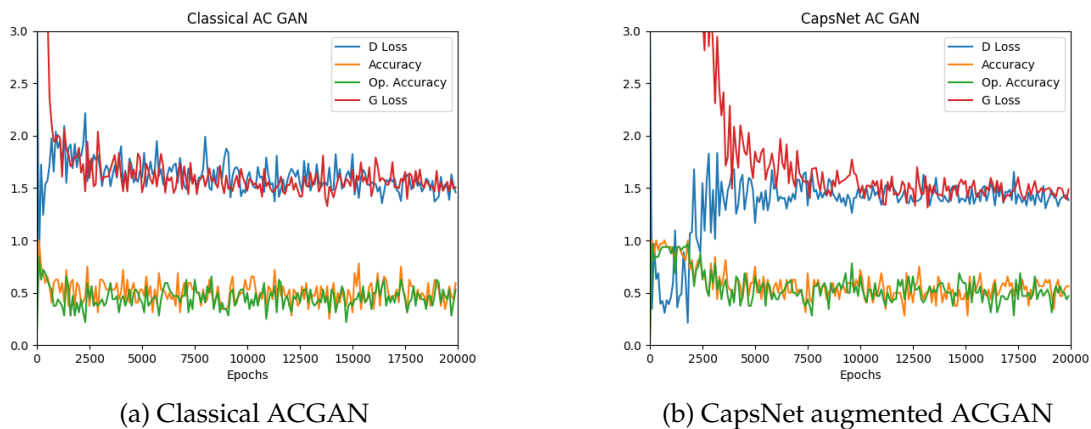 Classical AC GAN
3.0
2.5
2.0
1.5
1.0
0.5
0.0
0 2500 5000 7500 10000 12500 15000 17500 20000
Epochs
D Loss
Accuracy
Op. Accuracy
G Loss
(a) Classical ACGAN
CapsNet AC GAN
3.0
2.5
2.0
1.5
1.0
0.5
0.0
0 2500 5000 7500 10000 12500 15000 17500 20000
Epochs
D Loss
Accuracy
Op. Accuracy
G Loss
(b) CapsNet augmented ACGAN